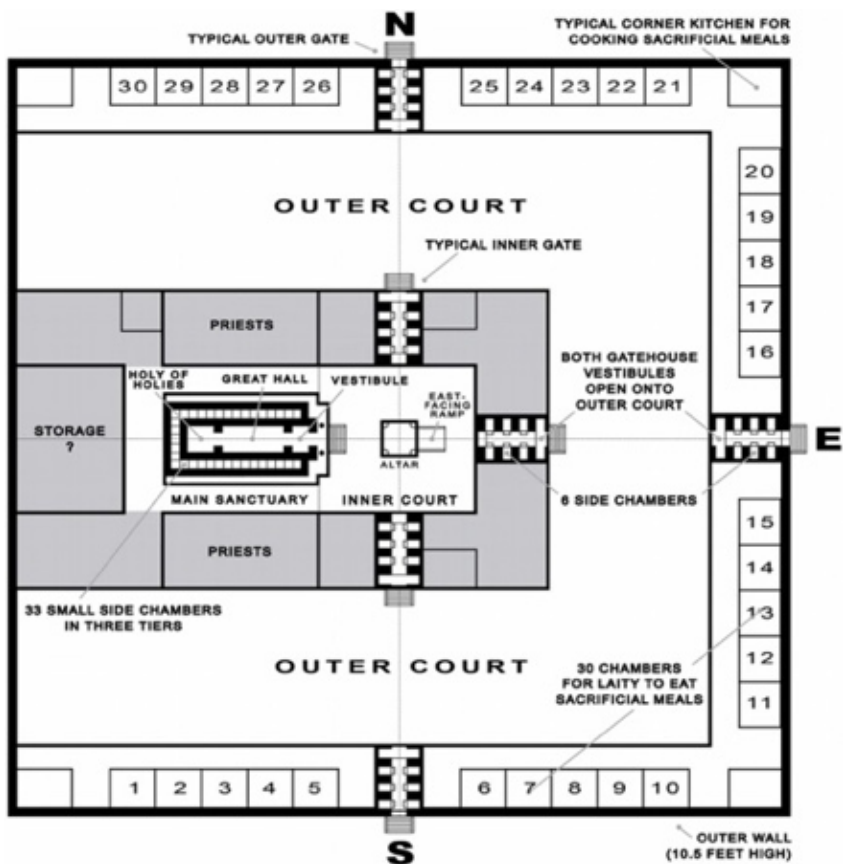 N
TYPICAL OUTER GATE
TYPICAL CORNER KITCHEN FOR
COOKING SACRIFICIAL MEALS
30 29 28 27 26
25 24 23 22 21
20
19
18
17
16
OUTER COURT
TYPICAL INNER GATE
PRIESTS
BOTH GATEHOUSE
VESTIBULES
OPEN ONTO
OUTER COURT
HOLY OF
HOLIES
GREAT HALL
VESTIBULE
EAST-
FACING
RAMP
STORAGE
?
ALTAR
E
MAIN SANCTUARY
INNER COURT
6 SIDE CHAMBERS
PRIESTS
33 SMALL SIDE CHAMBERS
IN THREE TIERS
15
14
13
12
11
OUTER COURT
30 CHAMBERS
FOR LAITY TO EAT
SACRIFICIAL MEALS
1 2 3 4 5
6 7 8 9 10
S
OUTER WALL
(10.5 FEET HIGH)